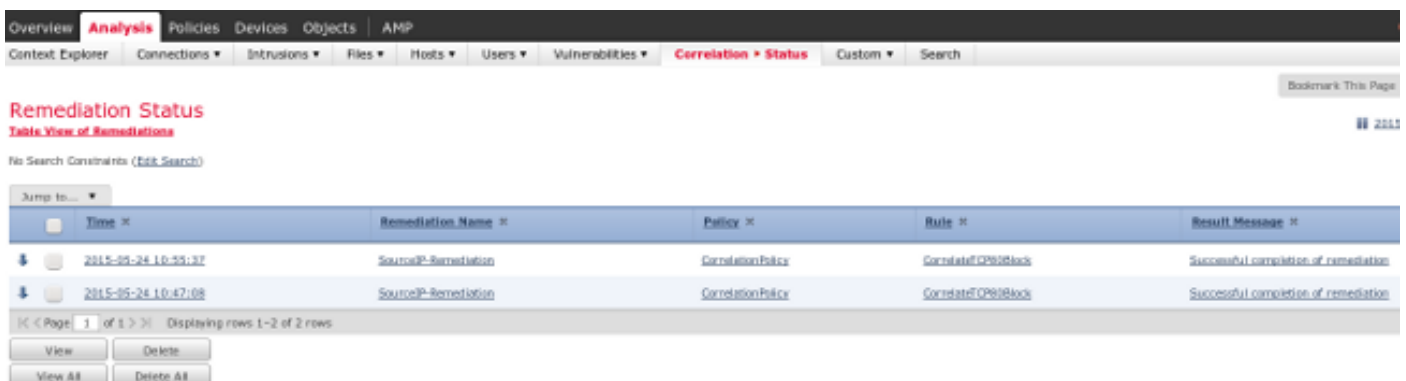 Overview Analysis Policies Devices Objects AMP
Context Explorer Connections ▾ Intrusions ▾ Files ▾ Hosts ▾ Users ▾ Vulnerabilities ▾ Correlation ▸ Status Custom ▾ Search
Bookmark This Page
Remediation Status
2015
Table View of Remediations
No Search Constraints (Edit Search)
Jump to... ▾
Time × Remediation Name × Policy × Rule × Result Message ×
2015-05-24 10:55:37 SourceIP-Remediation CorrelationPolicy CorrelateTCP80Block Successful completion of remediation
2015-05-24 10:47:08 SourceIP-Remediation CorrelationPolicy CorrelateTCP80Block Successful completion of remediation
|< < Page 1 of 1 > >| Displaying rows 1–2 of 2 rows
View Delete
View All Delete All